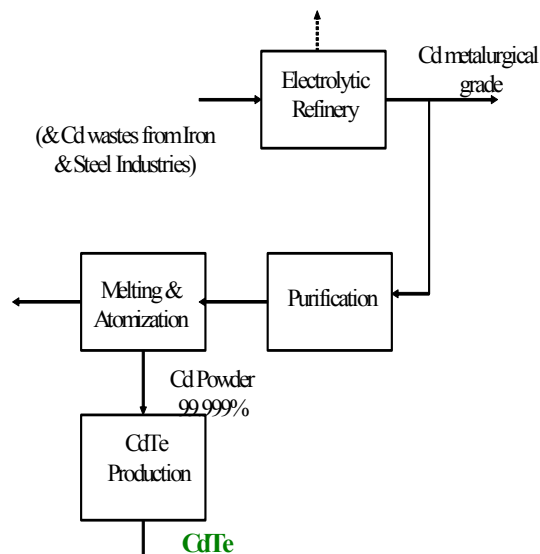 Electrolytic
Refinery
Cd metalurgical
grade
(& Cd wastes from Iron
& Steel Industries)
Melting &
Atomization
Purification
Cd Powder
99.999%
CdTe
Production
CdTe